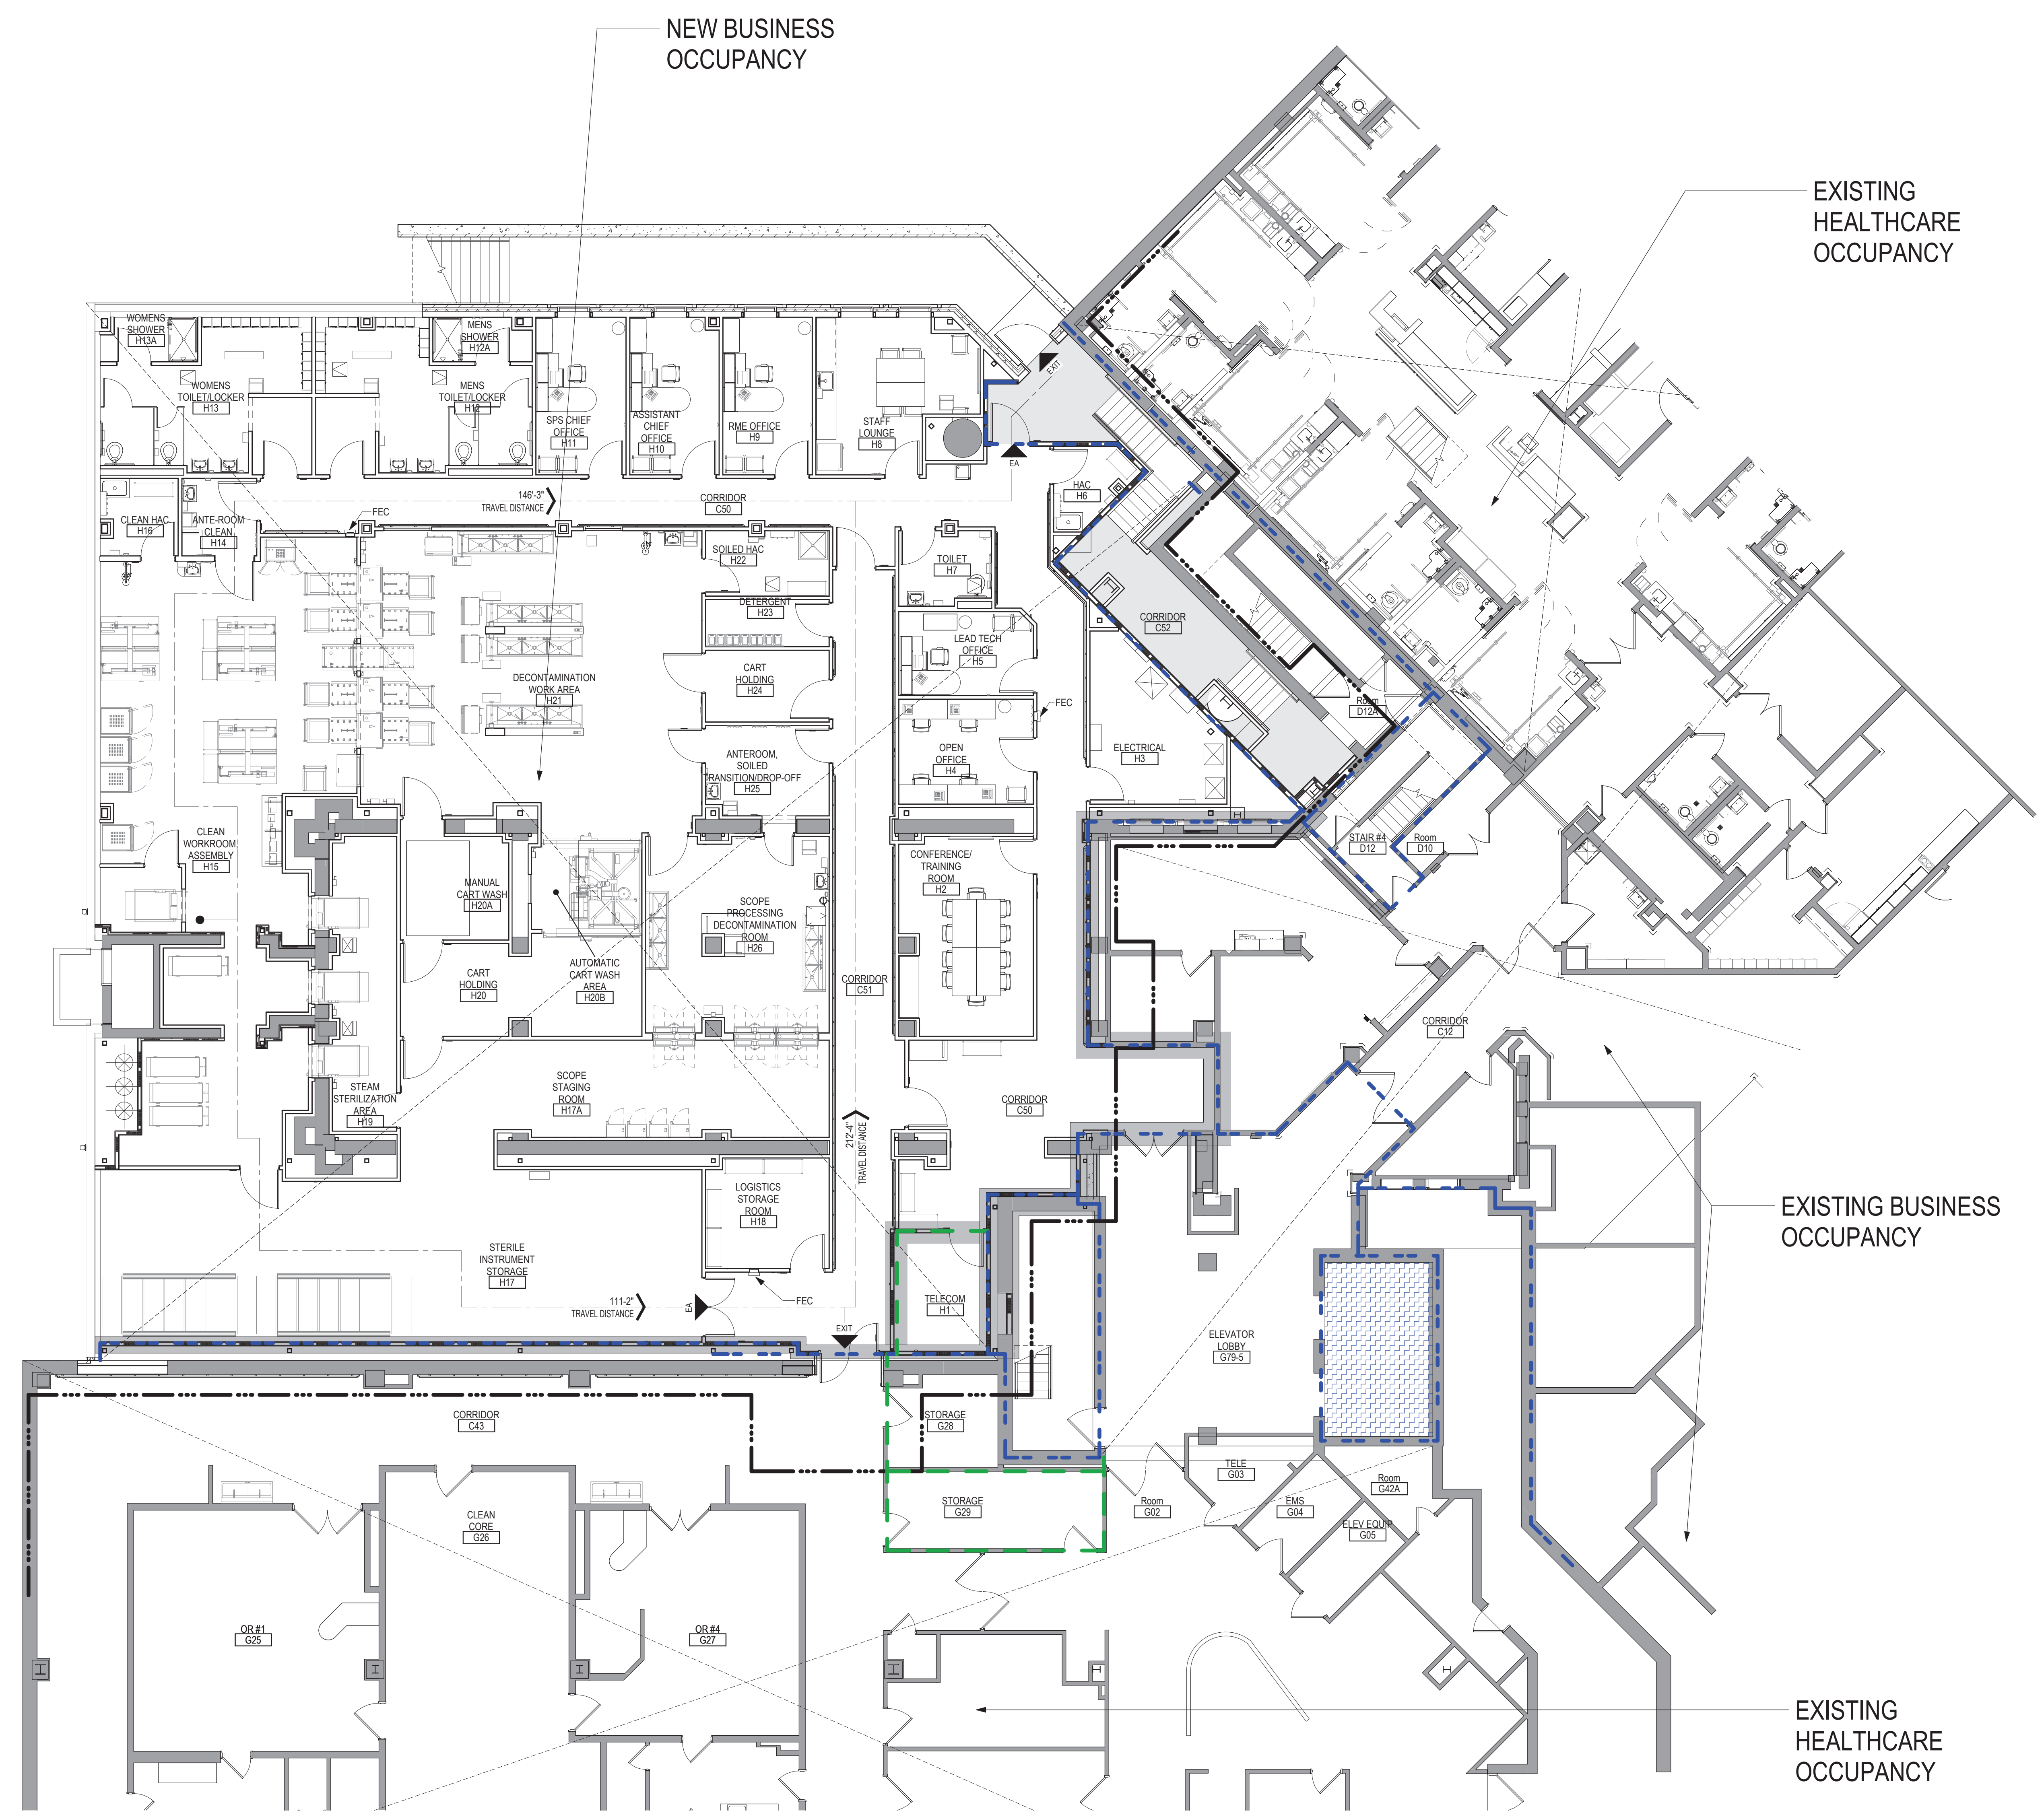 NEW BUSINESS
OCCUPANCY
EXISTING
HEALTHCARE
OCCUPANCY
WOMENS
SHOWER
H13A
MENS
SHOWER
H12A
WOMENS
TOILET/LOCKER
H13
MENS
TOILET/LOCKER
H12
SPS CHIEF
OFFICE
H11
ASSISTANT
CHIEF
OFFICE
H10
RME OFFICE
H9
STAFF
LOUNGE
H8
EXIT
EA
HAC
H6
146'-3"
TRAVEL DISTANCE
CORRIDOR
C50
FEC
CLEAN HAC
H16
ANTE-ROOM
CLEAN
H14
SOILED HAC
H22
TOILET
H7
DETERGENT
H23
LEAD TECH
OFFICE
H5
CORRIDOR
C52
CART
HOLDING
H24
DECONTAMINATION
WORK AREA
H21
FEC
Room
D12A
OPEN
OFFICE
H4
ELECTRICAL
H3
ANTEROOM,
SOILED
TRANSITION/DROP-OFF
H25
STAIR #4
D12
Room
D10
CLEAN
WORKROOM
ASSEMBLY
H15
CONFERENCE/
TRAINING
ROOM
H2
MANUAL
CART WASH
H20A
SCOPE
PROCESSING
DECONTAMINATION
ROOM
H26
AUTOMATIC
CART WASH
AREA
H20B
CART
HOLDING
H20
CORRIDOR
C51
CORRIDOR
C12
STEAM
STERILIZATION
AREA
H19
SCOPE
STAGING
ROOM
H17A
CORRIDOR
C50
212'-4"
TRAVEL DISTANCE
LOGISTICS
STORAGE
ROOM
H18
EXISTING BUSINESS
OCCUPANCY
STERILE
INSTRUMENT
STORAGE
H17
111-2"
TRAVEL DISTANCE
EA
FEC
TELECOM
H1
EXIT
ELEVATOR
LOBBY
G79-5
CORRIDOR
C43
STORAGE
G28
TELE
G03
Room
G42A
STORAGE
G29
Room
G02
EMS
G04
ELEV EQUIP
G05
CLEAN
CORE
G26
OR #1
G25
OR #4
G27
EXISTING
HEALTHCARE
OCCUPANCY